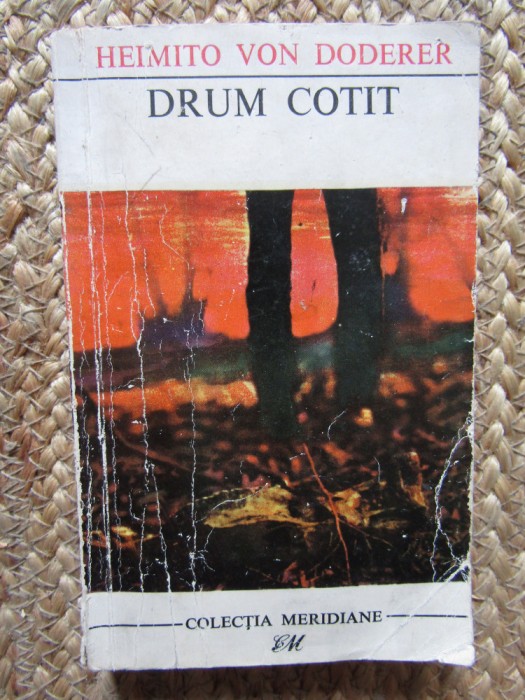 HEIMITO VON DODERER
DRUM COTIT
COLECȚIA MERIDIANE
CM